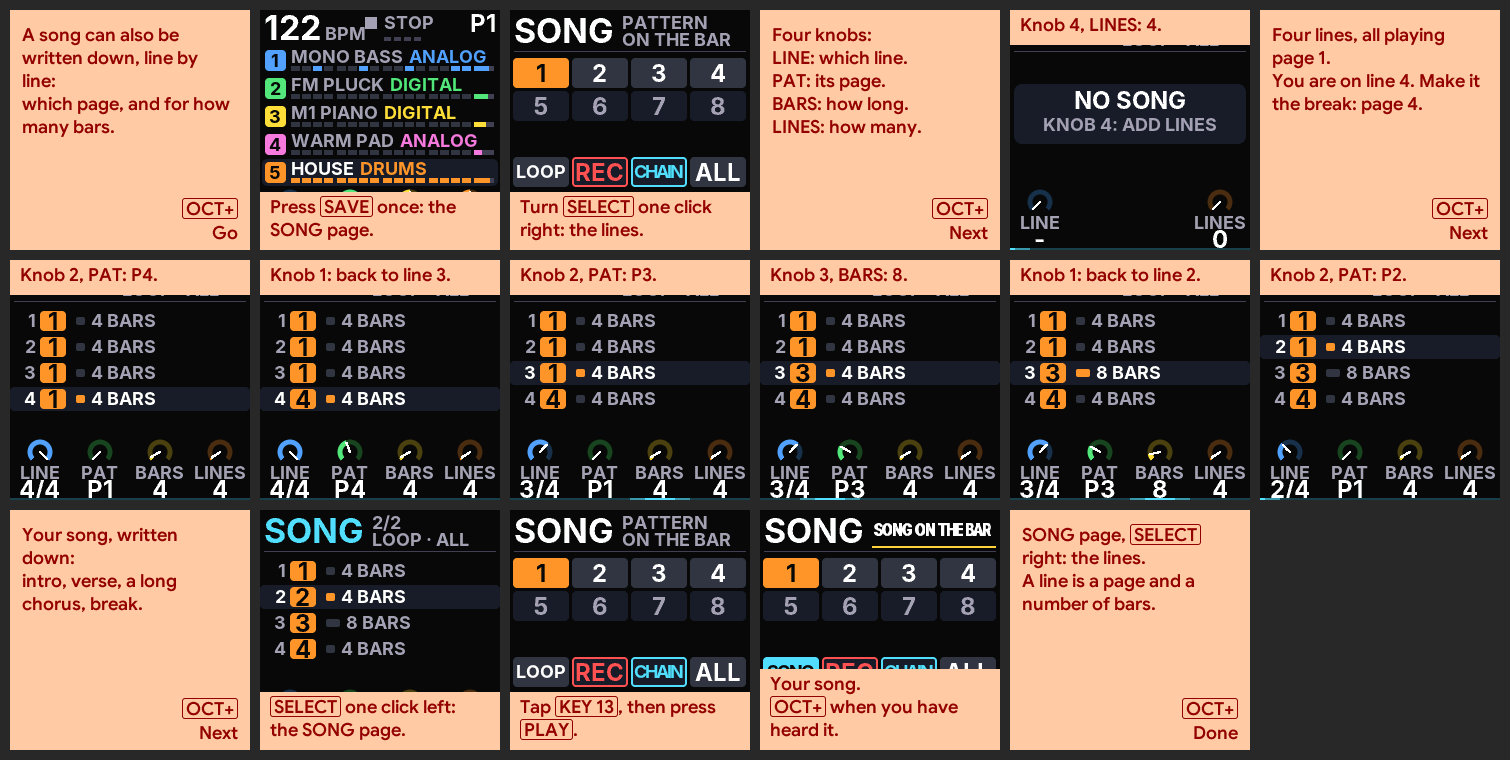 A song can also be
written down, line by
line:
which page, and for how
many bars.
OCT+
Go
122 BPM STOP P1
1 MONO BASS ANALOG
2 FM PLUCK DIGITAL
3 M1 PIANO DIGITAL
4 WARM PAD ANALOG
5 HOUSE DRUMS
Press SAVE once: the
SONG page.
SONG PATTERN
ON THE BAR
1 2 3 4
5 6 7 8
LOOP REC CHAIN ALL
Turn SELECT one click
right: the lines.
Four knobs:
LINE: which line.
PAT: its page.
BARS: how long.
LINES: how many.
OCT+
Next
Knob 4, LINES: 4.
NO SONG
KNOB 4: ADD LINES
LINE LINES
- 0
Four lines, all playing
page 1.
You are on line 4. Make it
the break: page 4.
OCT+
Next
Knob 2, PAT: P4.
1 1 4 BARS
2 1 4 BARS
3 1 4 BARS
4 1 4 BARS
LINE PAT BARS LINES
4/4 P1 4 4
Knob 1: back to line 3.
1 1 4 BARS
2 1 4 BARS
3 1 4 BARS
4 4 4 BARS
LINE PAT BARS LINES
4/4 P4 4 4
Knob 2, PAT: P3.
1 1 4 BARS
2 1 4 BARS
3 1 4 BARS
4 4 4 BARS
LINE PAT BARS LINES
3/4 P1 4 4
Knob 3, BARS: 8.
1 1 4 BARS
2 1 4 BARS
3 3 4 BARS
4 4 4 BARS
LINE PAT BARS LINES
3/4 P3 4 4
Knob 1: back to line 2.
1 1 4 BARS
2 1 4 BARS
3 3 8 BARS
4 4 4 BARS
LINE PAT BARS LINES
3/4 P3 8 4
Knob 2, PAT: P2.
1 1 4 BARS
2 1 4 BARS
3 3 8 BARS
4 4 4 BARS
LINE PAT BARS LINES
2/4 P1 4 4
Your song, written
down:
intro, verse, a long
chorus, break.
OCT+
Next
SONG 2/2
LOOP · ALL
1 1 4 BARS
2 2 4 BARS
3 3 8 BARS
4 4 4 BARS
SELECT one click left:
the SONG page.
SONG PATTERN
ON THE BAR
1 2 3 4
5 6 7 8
LOOP REC CHAIN ALL
Tap KEY 13, then press
PLAY.
SONG SONG ON THE BAR
1 2 3 4
5 6 7 8
SONG REC CHAIN ALL
Your song.
OCT+ when you have
heard it.
SONG page, SELECT
right: the lines.
A line is a page and a
number of bars.
OCT+
Done